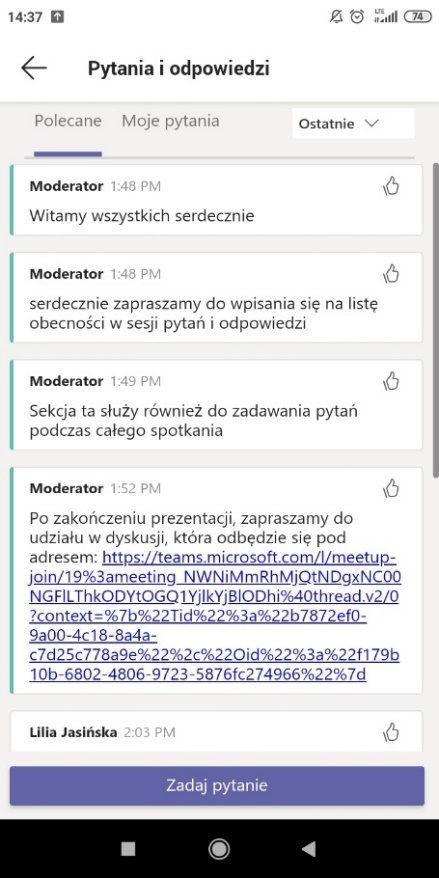 14:37 LTE 74
Pytania i odpowiedzi
Polecane Moje pytania Ostatnie
Moderator 1:48 PM
Witamy wszystkich serdecznie
Moderator 1:48 PM
serdecznie zapraszamy do wpisania się na listę
obecności w sesji pytań i odpowiedzi
Moderator 1:49 PM
Sekcja ta służy również do zadawania pytań
podczas całego spotkania
Moderator 1:52 PM
Po zakończeniu prezentacji, zapraszamy do
udziału w dyskusji, która odbędzie się pod
adresem: https://teams.microsoft.com/l/meetup-
join/19%3ameeting_NWNiMmRhMjQtNDgxNC00
NGFlLThkODYtOGQ1YjlkYjBlODhi%40thread.v2/0
?context=%7b%22Tid%22%3a%22b7872ef0-
9a00-4c18-8a4a-
c7d25c778a9e%22%2c%22Oid%22%3a%22f179b
10b-6802-4806-9723-5876fc274966%22%7d
Lilia Jasińska 2:03 PM
Zadaj pytanie